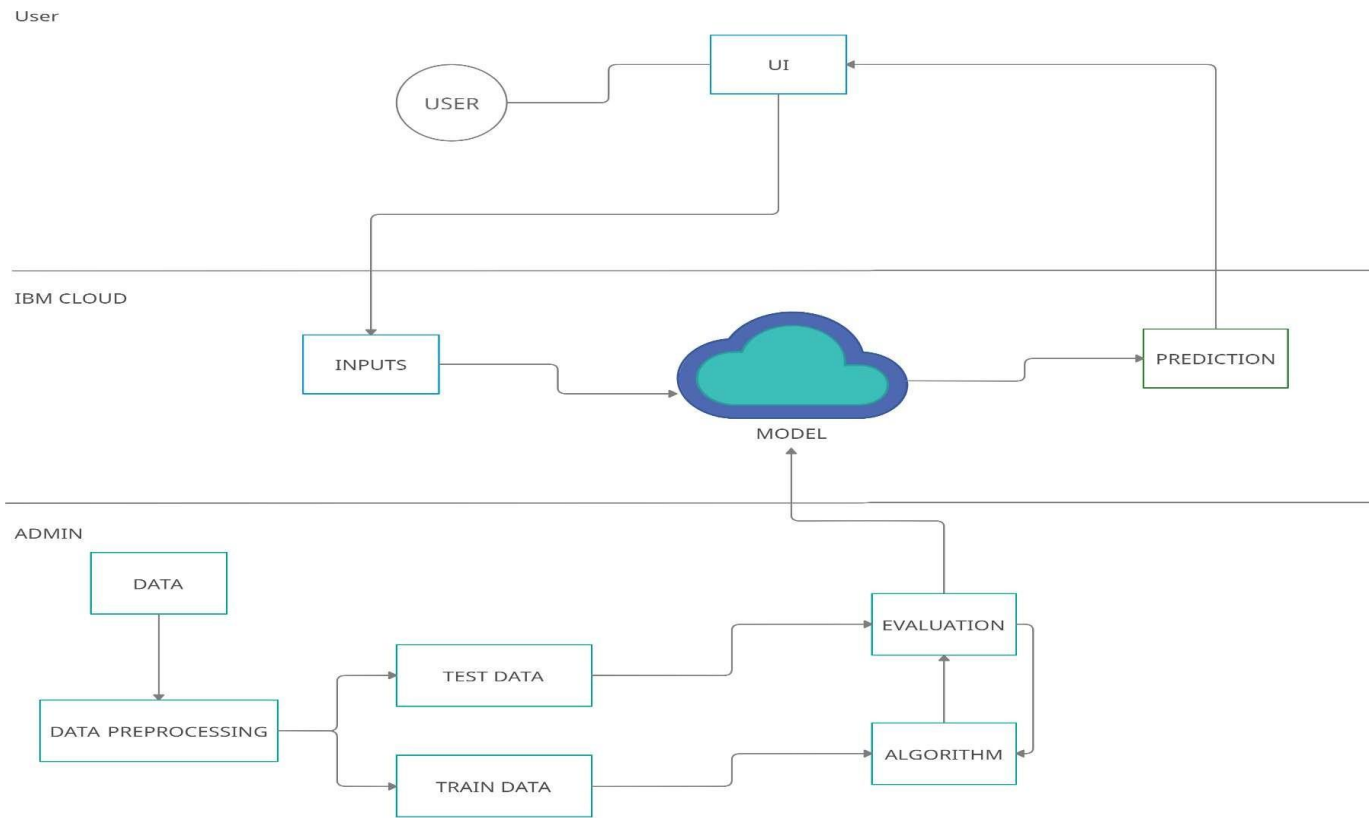 User
UI
USER
IBM CLOUD
INPUTS
PREDICTION
MODEL
ADMIN
DATA
EVALUATION
TEST DATA
DATA PREPROCESSING
ALGORITHM
TRAIN DATA